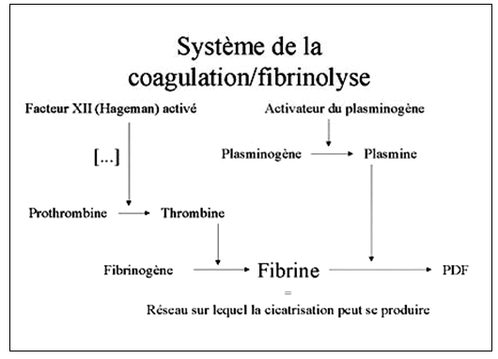 Système de la
coagulation/fibrinolyse
Facteur XII (Hageman) activé
Activateur du plasminogène
[...]
Plasminogène
Plasmine
Prothrombine
Thrombine
Fibrinogène
Fibrine
PDF
=
Réseau sur lequel la cicatrisation peut se produire